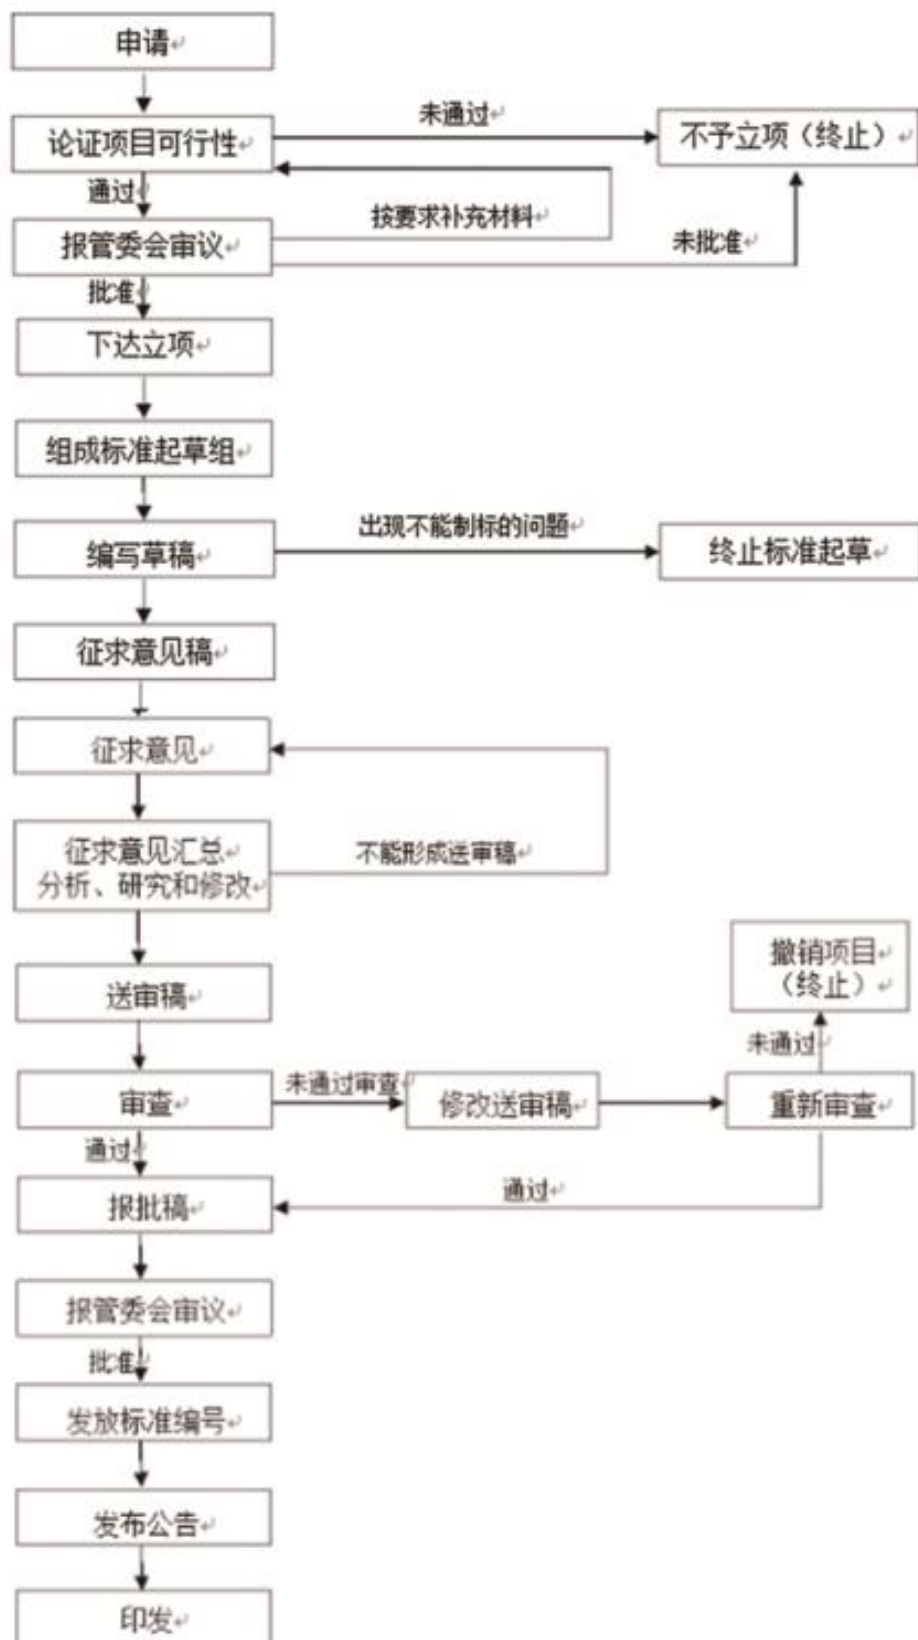 申请
未通过
论证项目可行性
不予立项（终止）
通过
按要求补充材料
报管委会审议
未批准
批准
下达立项
组成标准起草组
出现不能制标的问题
编写草稿
终止标准起草
征求意见稿
征求意见
征求意见汇总
分析、研究和修改
不能形成送审稿
撤销项目
（终止）
送审稿
未通过
未通过审查
审查
修改送审稿
重新审查
通过
通过
报批稿
报管委会审议
批准
发放标准编号
发布公告
印发